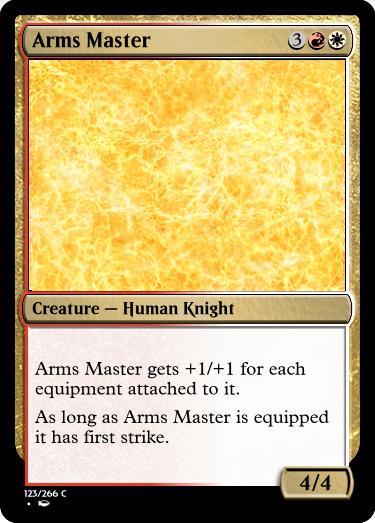 Arms Master 3
Creature — Human Knight
Arms Master gets +1/+1 for each
equipment attached to it.
As long as Arms Master is equipped
it has first strike.
4/4
123/266 C